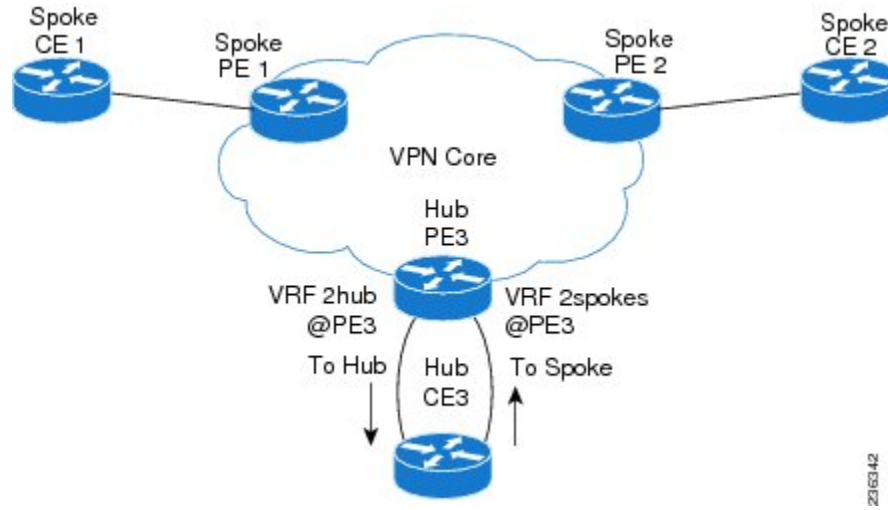 Spoke
CE 1
Spoke
PE 1
Spoke
PE 2
Spoke
CE 2
VPN Core
Hub
PE3
VRF 2hub
@PE3
VRF 2spokes
@PE3
To Hub
Hub
CE3
To Spoke
236342